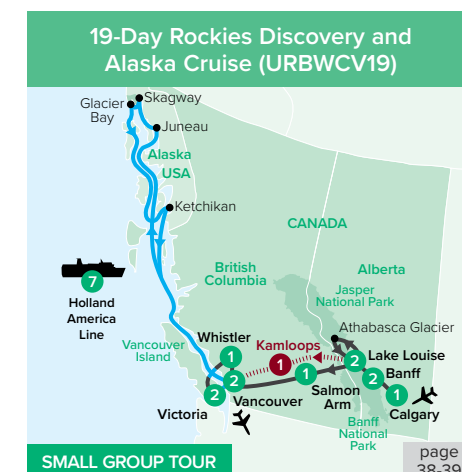 19-Day Rockies Discovery and
Alaska Cruise (URBWCV19)
Glacier
Bay
Skagway
Juneau
Alaska
USA
Ketchikan
CANADA
British
Columbia
Alberta
Jasper
National Park
7
Holland
America
Line
Vancouver
Island
Athabasca Glacier
Whistler
1
Kamloops
1
2
Lake Louise
2
Banff
1
Calgary
1
Salmon
Arm
2
Vancouver
2
Victoria
Banff
National
Park
SMALL GROUP TOUR
page
38-39